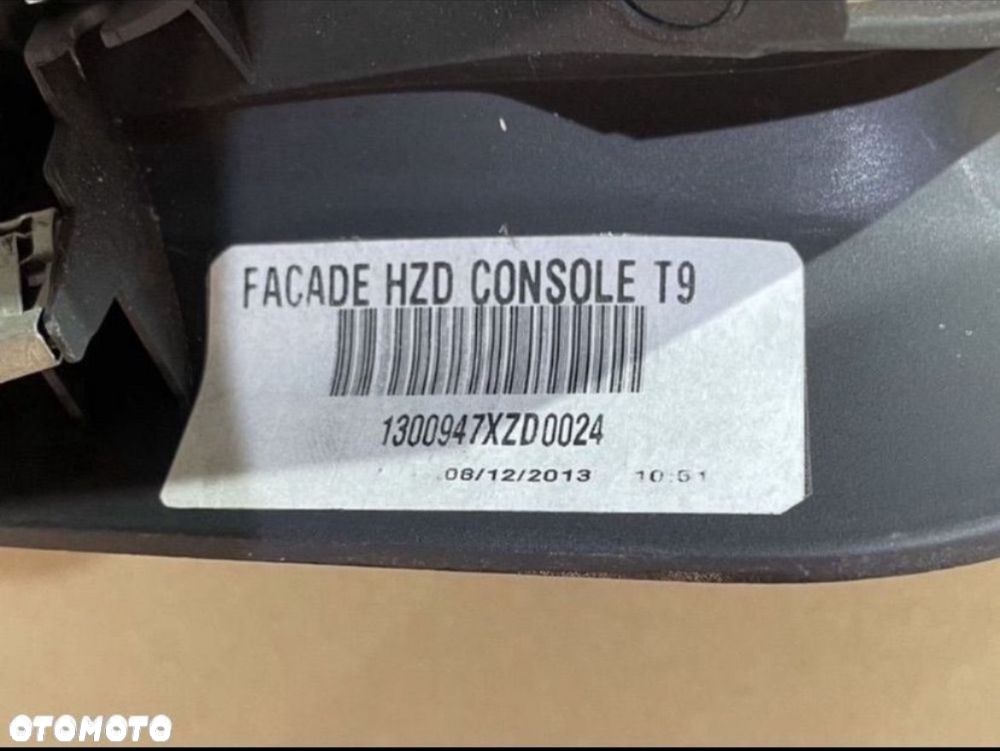 FACADE HZD CONSOLE T9
1300947XZD0024
08/12/2013 10:51
OTOMOTO